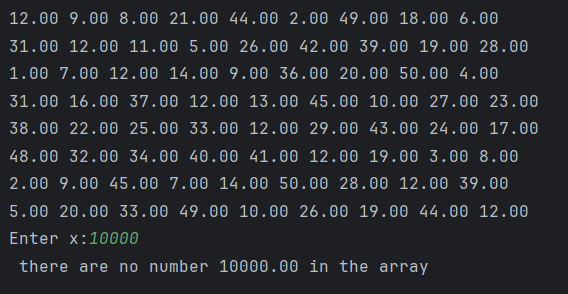 12.00 9.00 8.00 21.00 44.00 2.00 49.00 18.00 6.00
31.00 12.00 11.00 5.00 26.00 42.00 39.00 19.00 28.00
1.00 7.00 12.00 14.00 9.00 36.00 20.00 50.00 4.00
31.00 16.00 37.00 12.00 13.00 45.00 10.00 27.00 23.00
38.00 22.00 25.00 33.00 12.00 29.00 43.00 24.00 17.00
48.00 32.00 34.00 40.00 41.00 12.00 19.00 3.00 8.00
2.00 9.00 45.00 7.00 14.00 50.00 28.00 12.00 39.00
5.00 20.00 33.00 49.00 10.00 26.00 19.00 44.00 12.00
Enter x:10000
 there are no number 10000.00 in the array